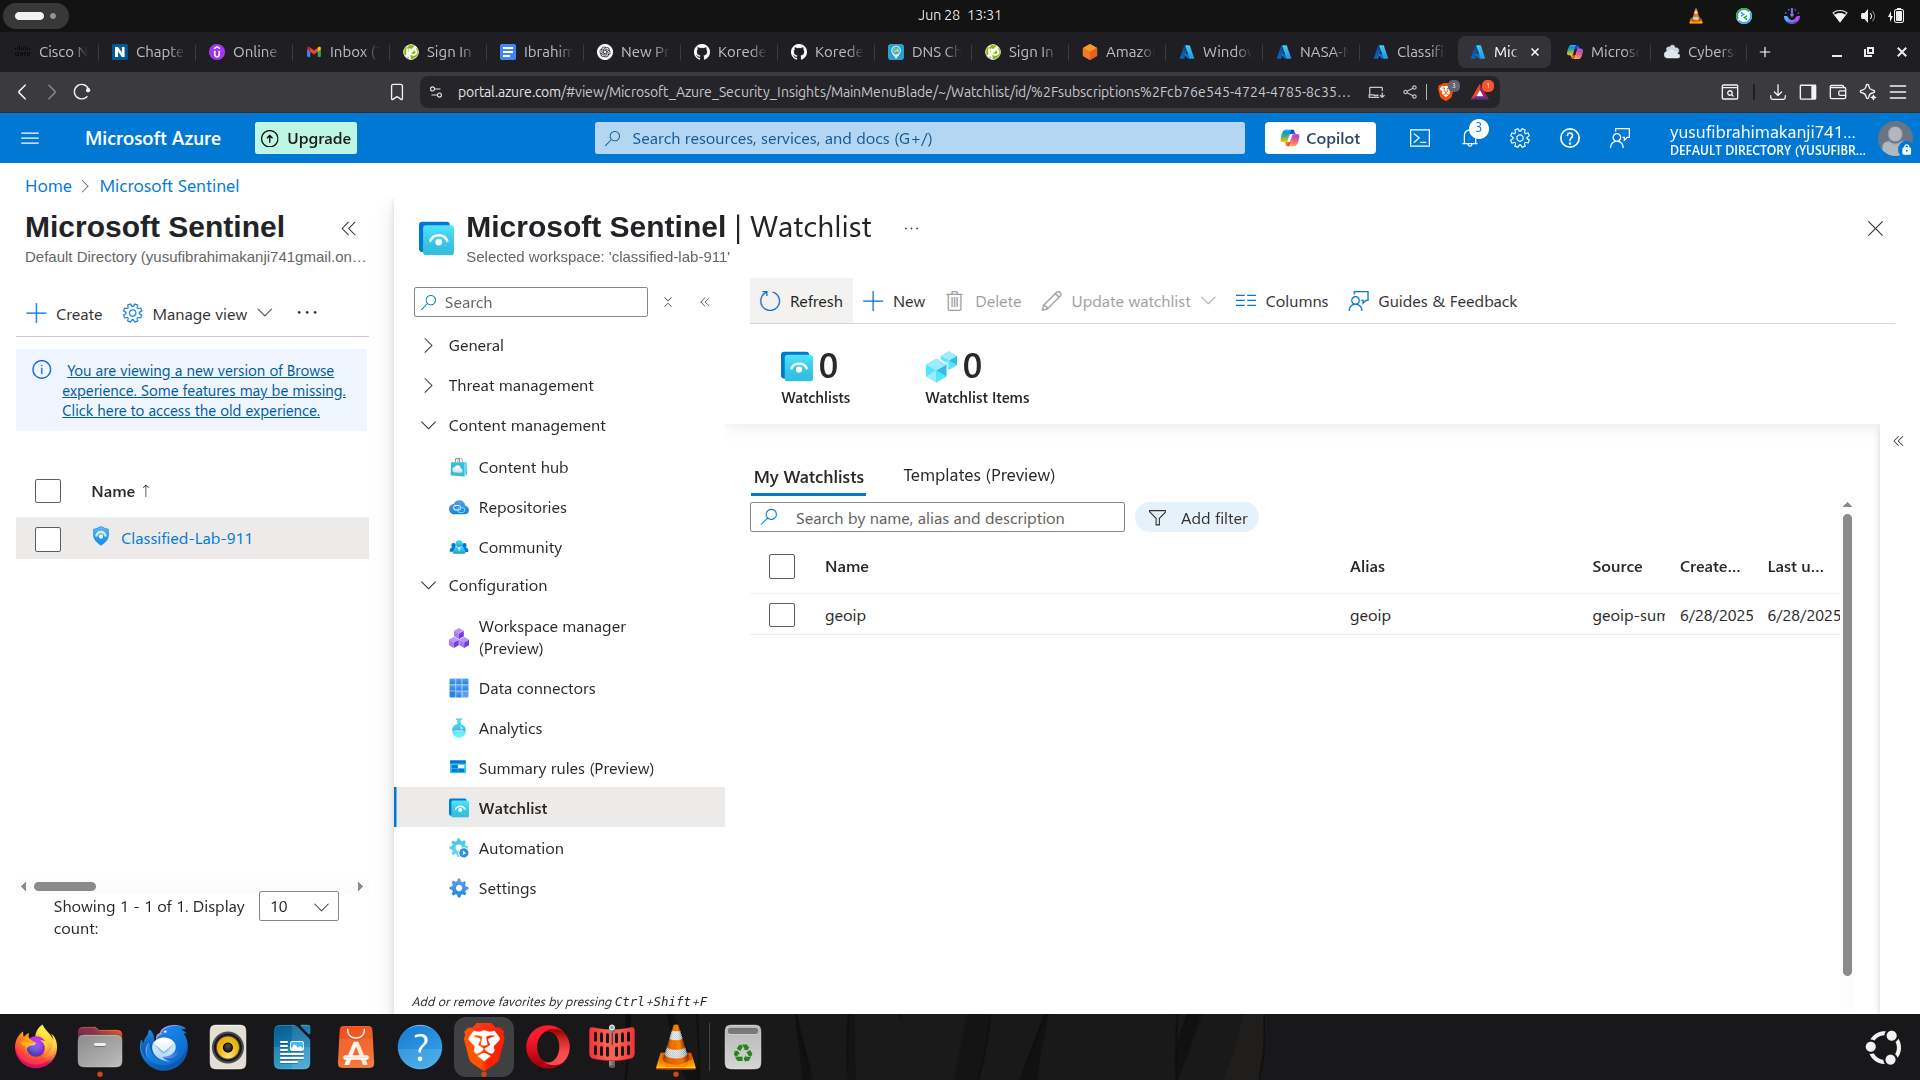 Jun 28 13:31
Cisco N
Chapte
Online
Inbox (
Sign In
Ibrahim
New Pr
Korede
Korede
DNS Ch
Sign In
Amazo
Windo
NASA-N
Classifi
Mic
Micros
Cybers
portal.azure.com/#view/Microsoft_Azure_Security_Insights/MainMenuBlade/~/Watchlist/id/%2Fsubscriptions%2Fcb76e545-4724-4785-8c35...
3
1
Microsoft Azure
Upgrade
Search resources, services, and docs (G+/)
Copilot
3
yusufibrahimakanji741...
DEFAULT DIRECTORY (YUSUFIBR...
Home > Microsoft Sentinel
Microsoft Sentinel
Default Directory (yusufibrahimakanji741gmail.on...
Create
Manage view
You are viewing a new version of Browse
experience. Some features may be missing.
Click here to access the old experience.
Name ↑
Classified-Lab-911
Showing 1 - 1 of 1. Display
count:
10
Microsoft Sentinel | Watchlist
Selected workspace: 'classified-lab-911'
Search
General
Threat management
Content management
Content hub
Repositories
Community
Configuration
Workspace manager
(Preview)
Data connectors
Analytics
Summary rules (Preview)
Watchlist
Automation
Settings
Add or remove favorites by pressing Ctrl+Shift+F
Refresh
New
Delete
Update watchlist
Columns
Guides & Feedback
0
Watchlists
0
Watchlist Items
My Watchlists
Templates (Preview)
Search by name, alias and description
Add filter
Name
Alias
Source
Create...
Last u...
geoip
geoip
geoip-sum
6/28/2025
6/28/2025